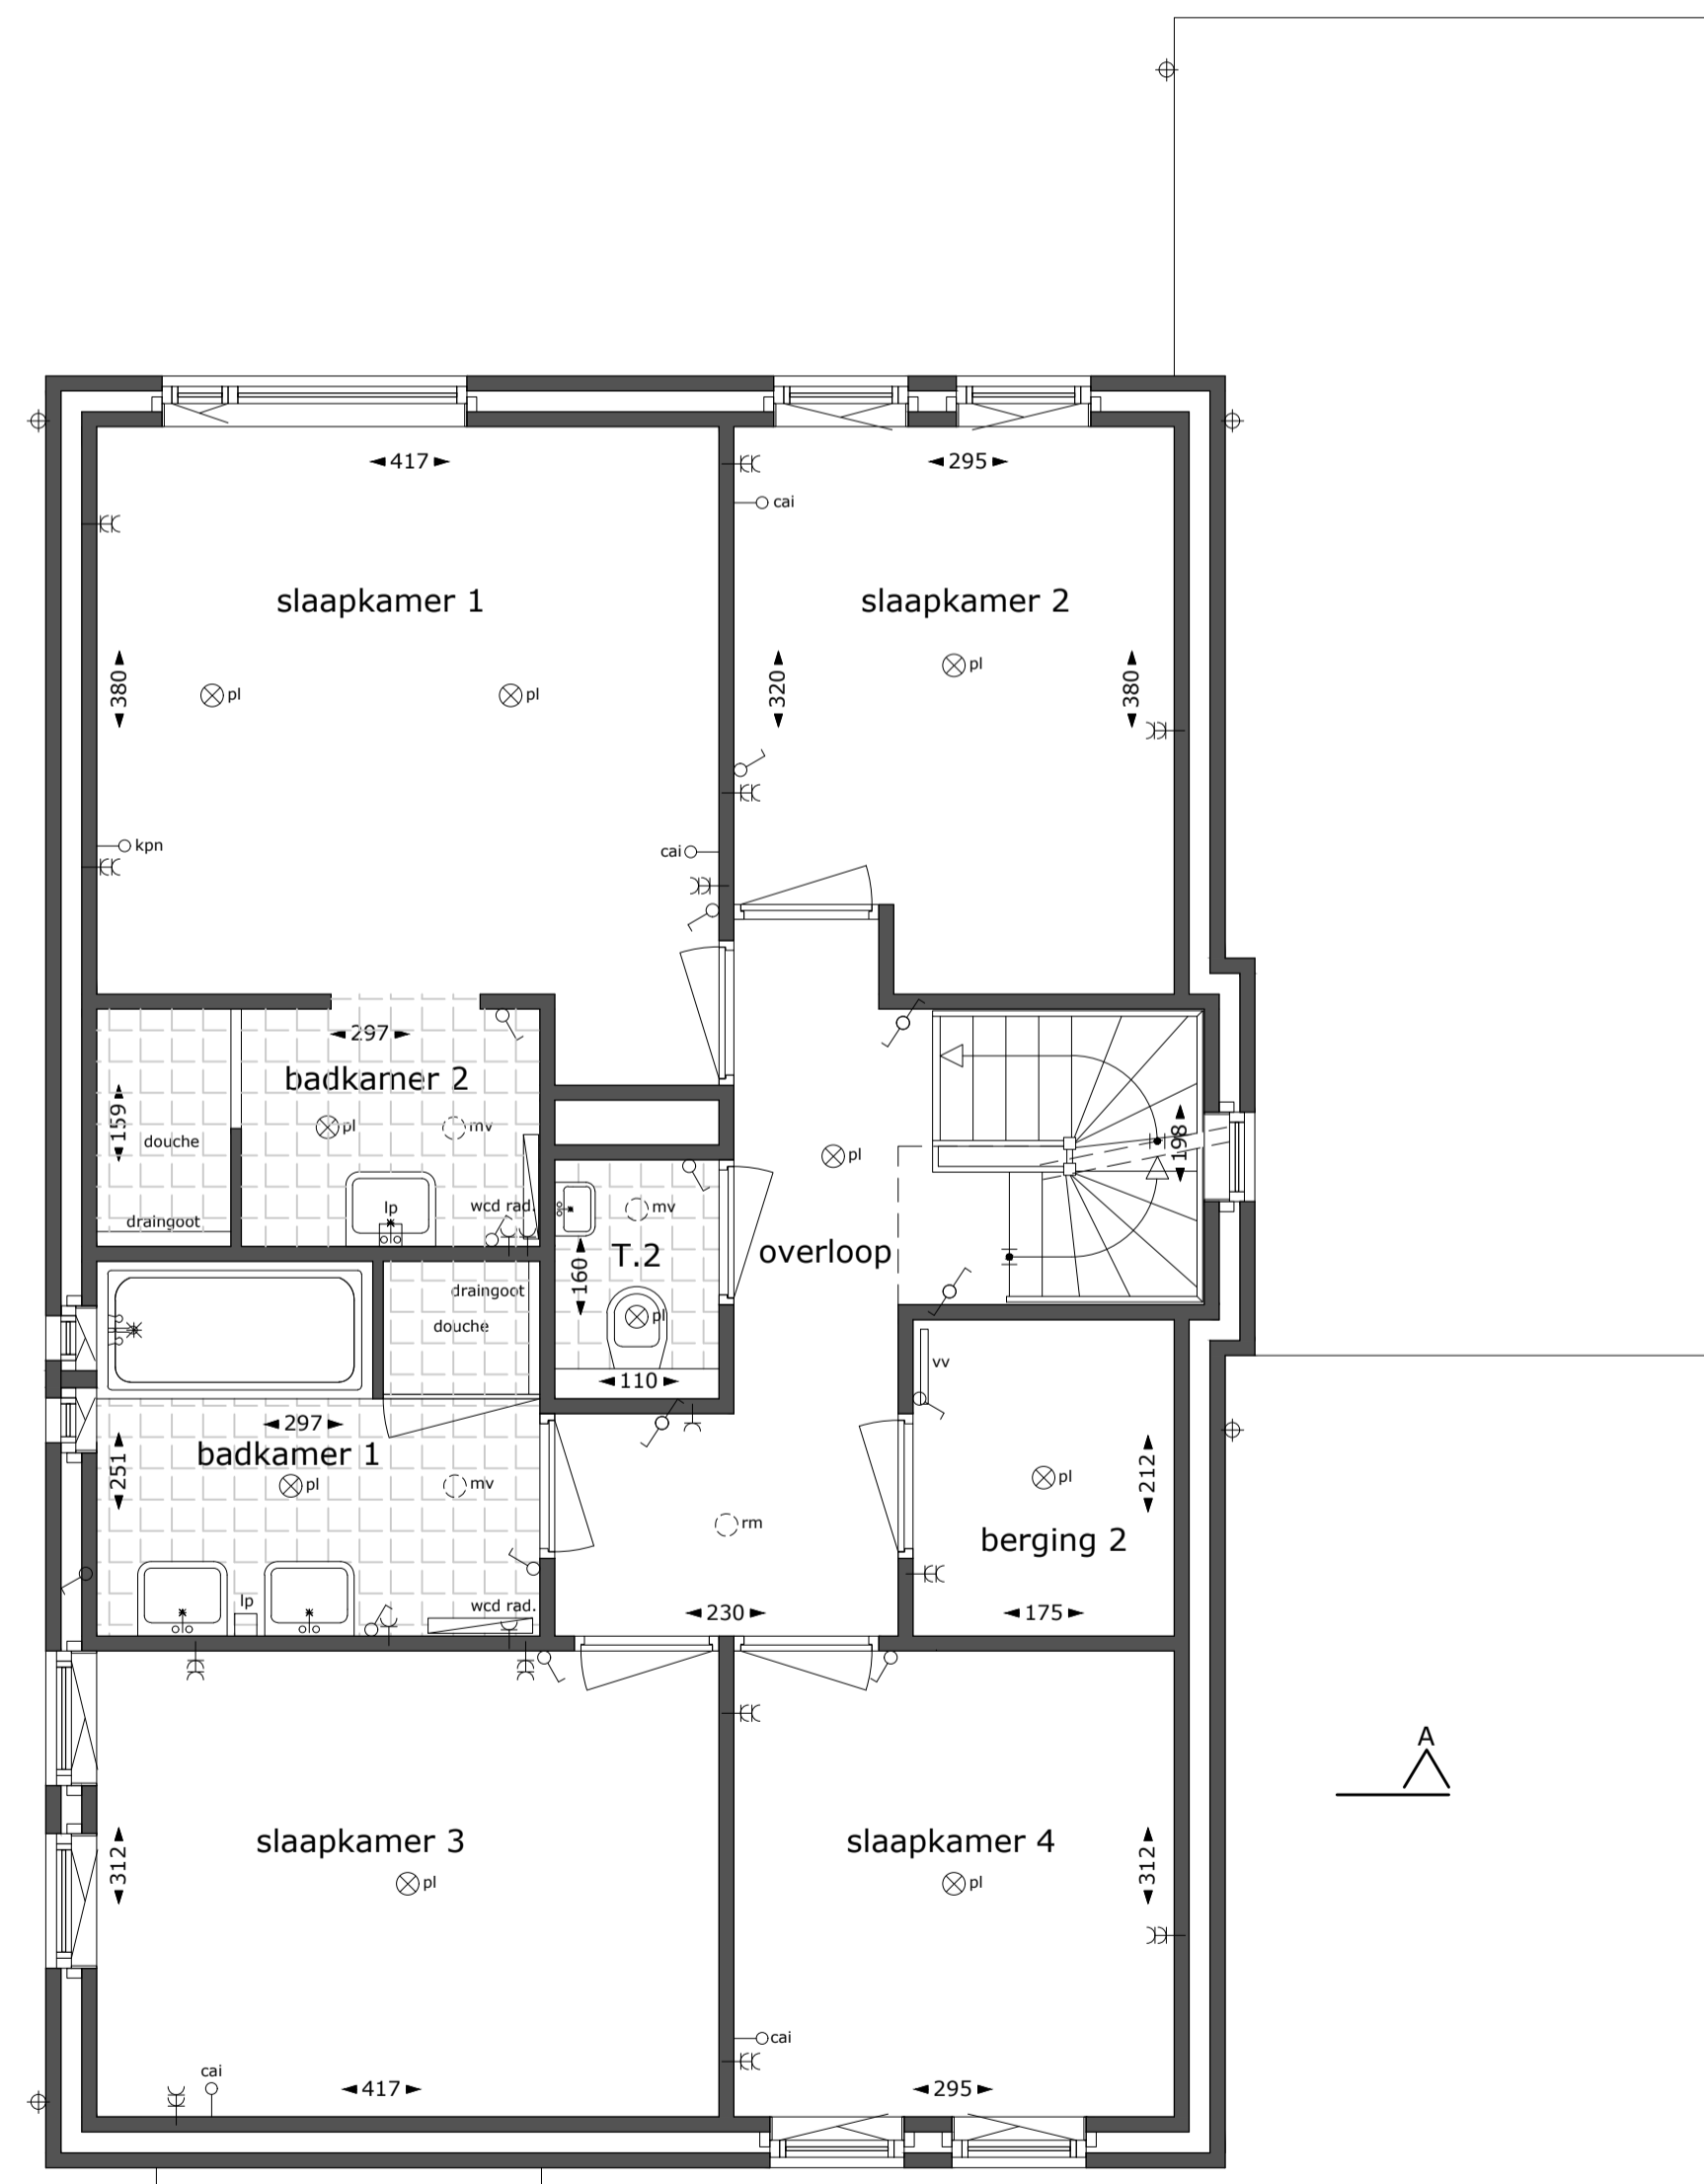 417
295
cai
slaapkamer 1
slaapkamer 2
pl
380
pl
pl
320
380
kpn
cai
297
badkamer 2
159
pl
mv
douche
198
pl
lp
wcd rad.
mv
draingoot
T.2
overloop
160
draingoot
pl
douche
vv
110
297
badkamer 1
251
pl
mv
212
pl
rm
berging 2
lp
wcd rad.
230
175
A
slaapkamer 3
slaapkamer 4
312
pl
pl
312
cai
cai
417
295